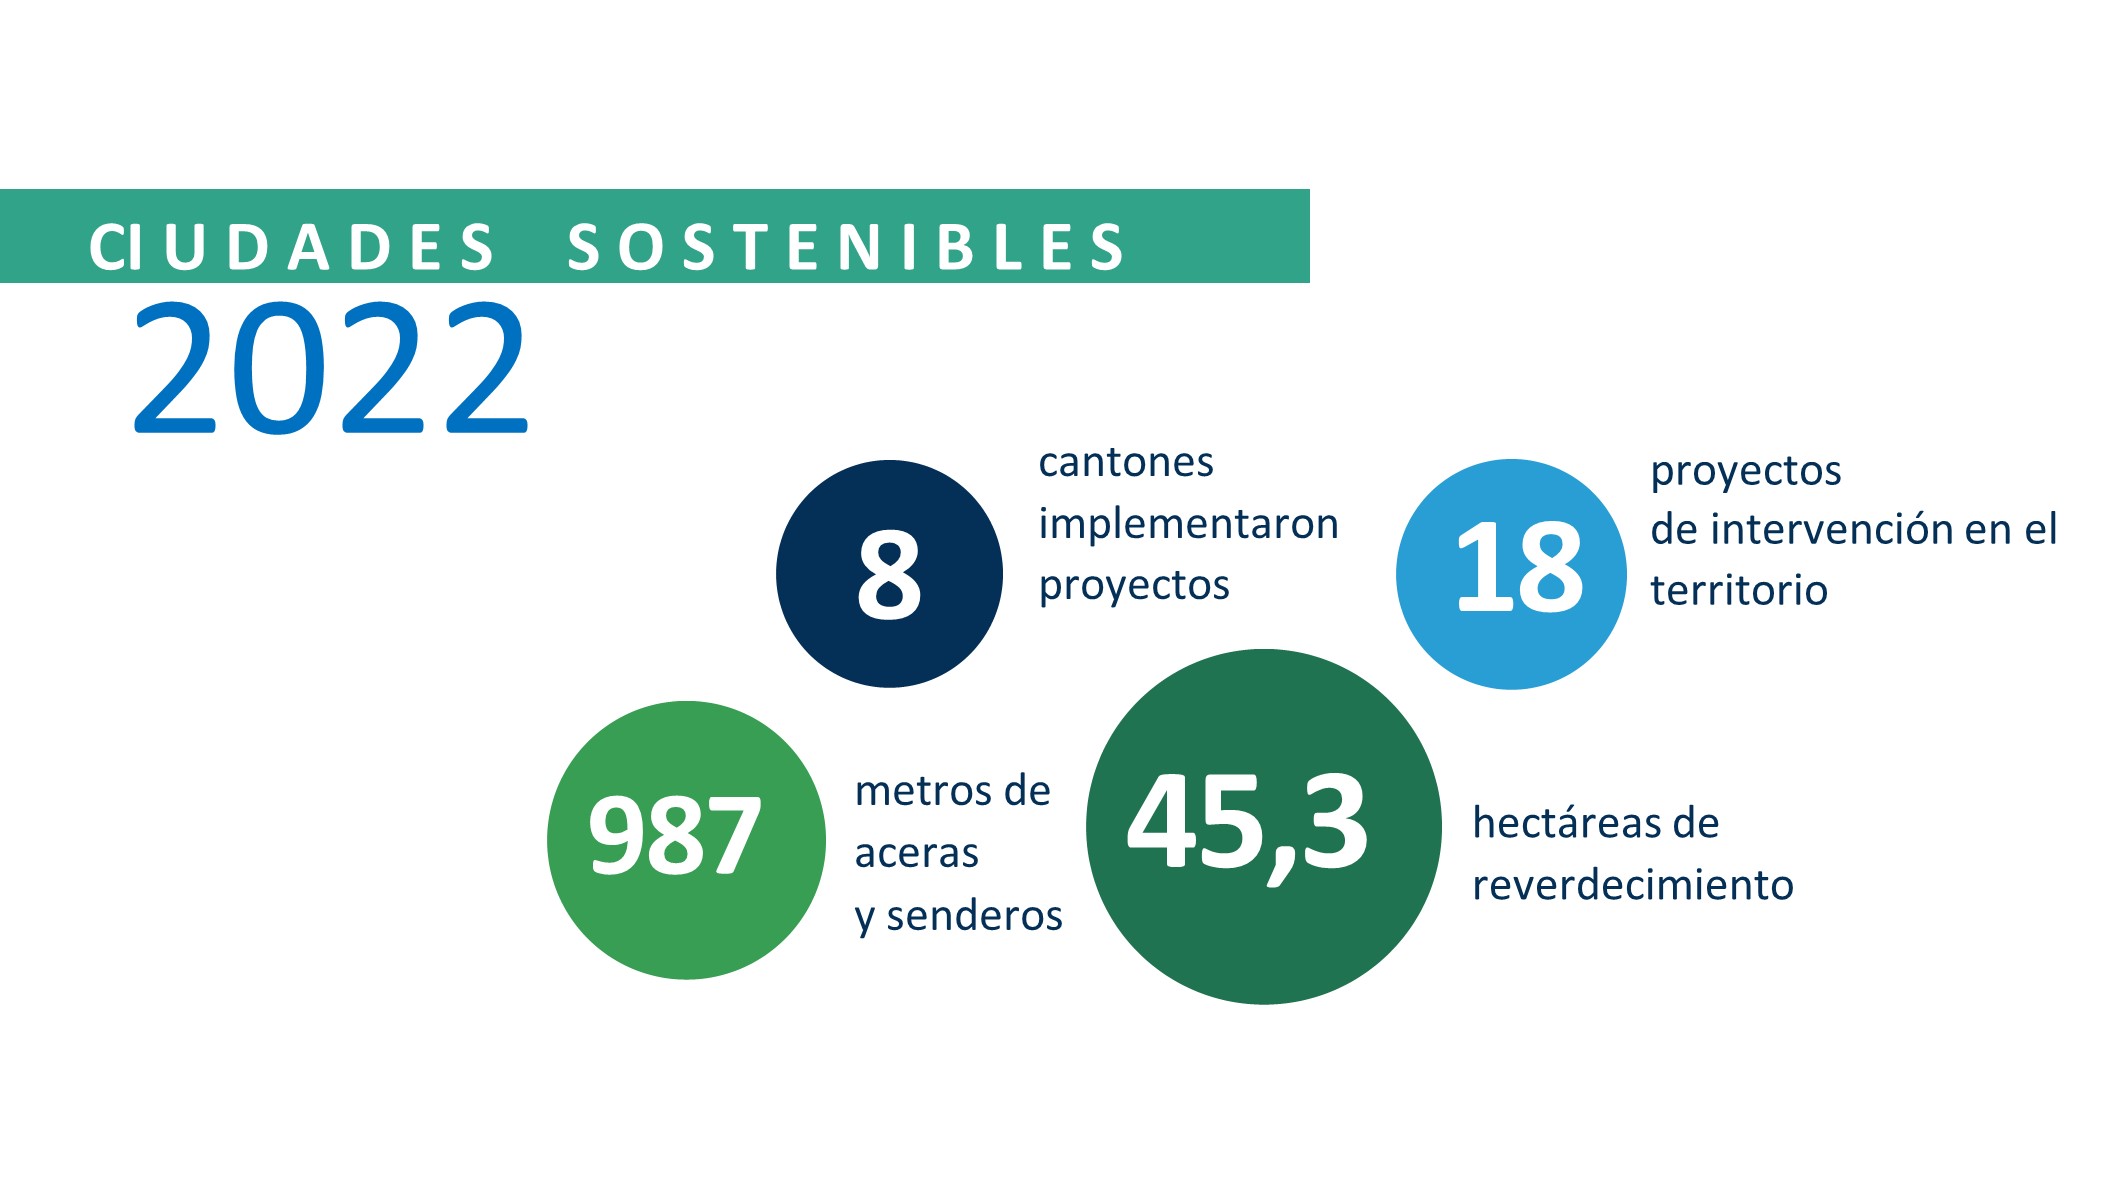 CIUDADES SOSTENIBLES
2022
8
cantones
implementaron
proyectos
18
proyectos
de intervención en el
territorio
987
metros de
aceras
y senderos
45,3
hectáreas de
reverdecimiento